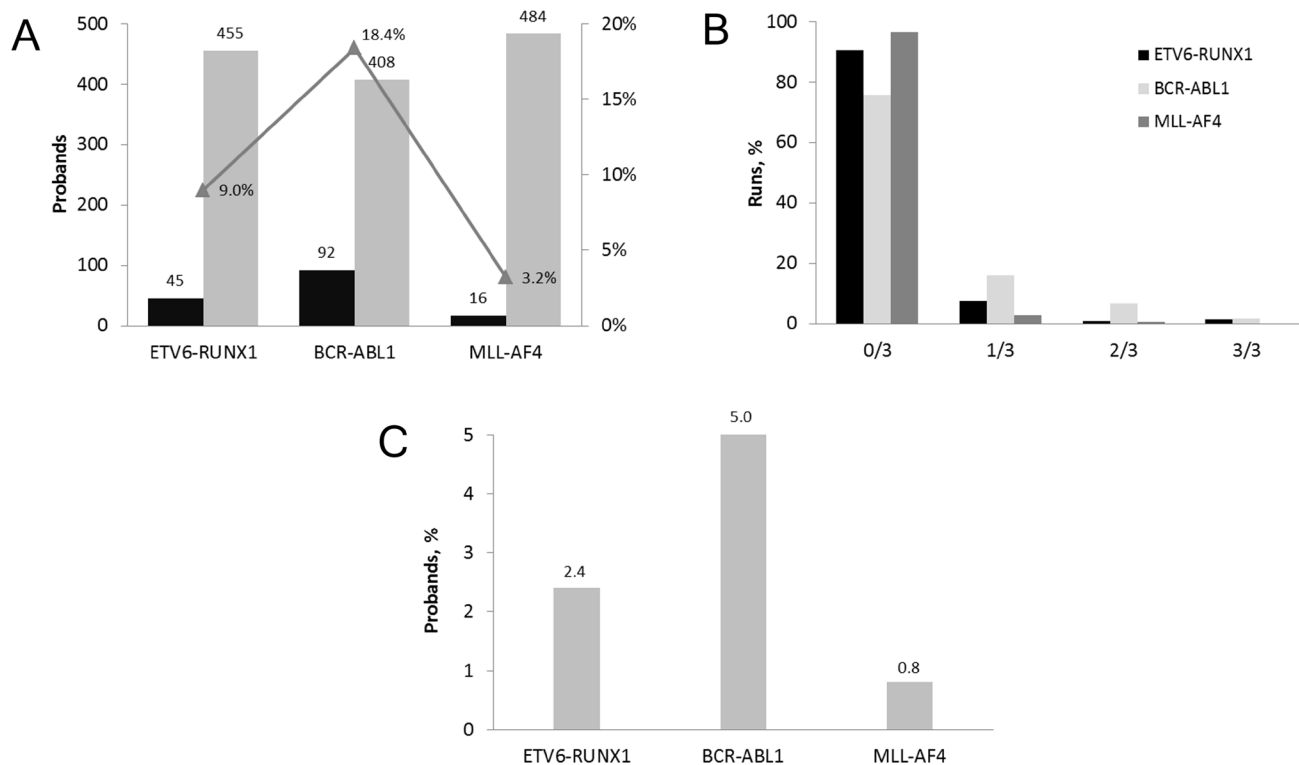 A
500
400
300
200
100
0
Probands
455
18.4%
408
484
9.0%
45
92
16
3.2%
20%
15%
10%
5%
0%
ETV6-RUNX1 BCR-ABL1 MLL-AF4
B
100
80
60
40
20
0
Runs, %
ETV6-RUNX1
BCR-ABL1
MLL-AF4
0/3 1/3 2/3 3/3
C
5
4
3
2
1
0
Probands, %
2.4
5.0
0.8
ETV6-RUNX1 BCR-ABL1 MLL-AF4